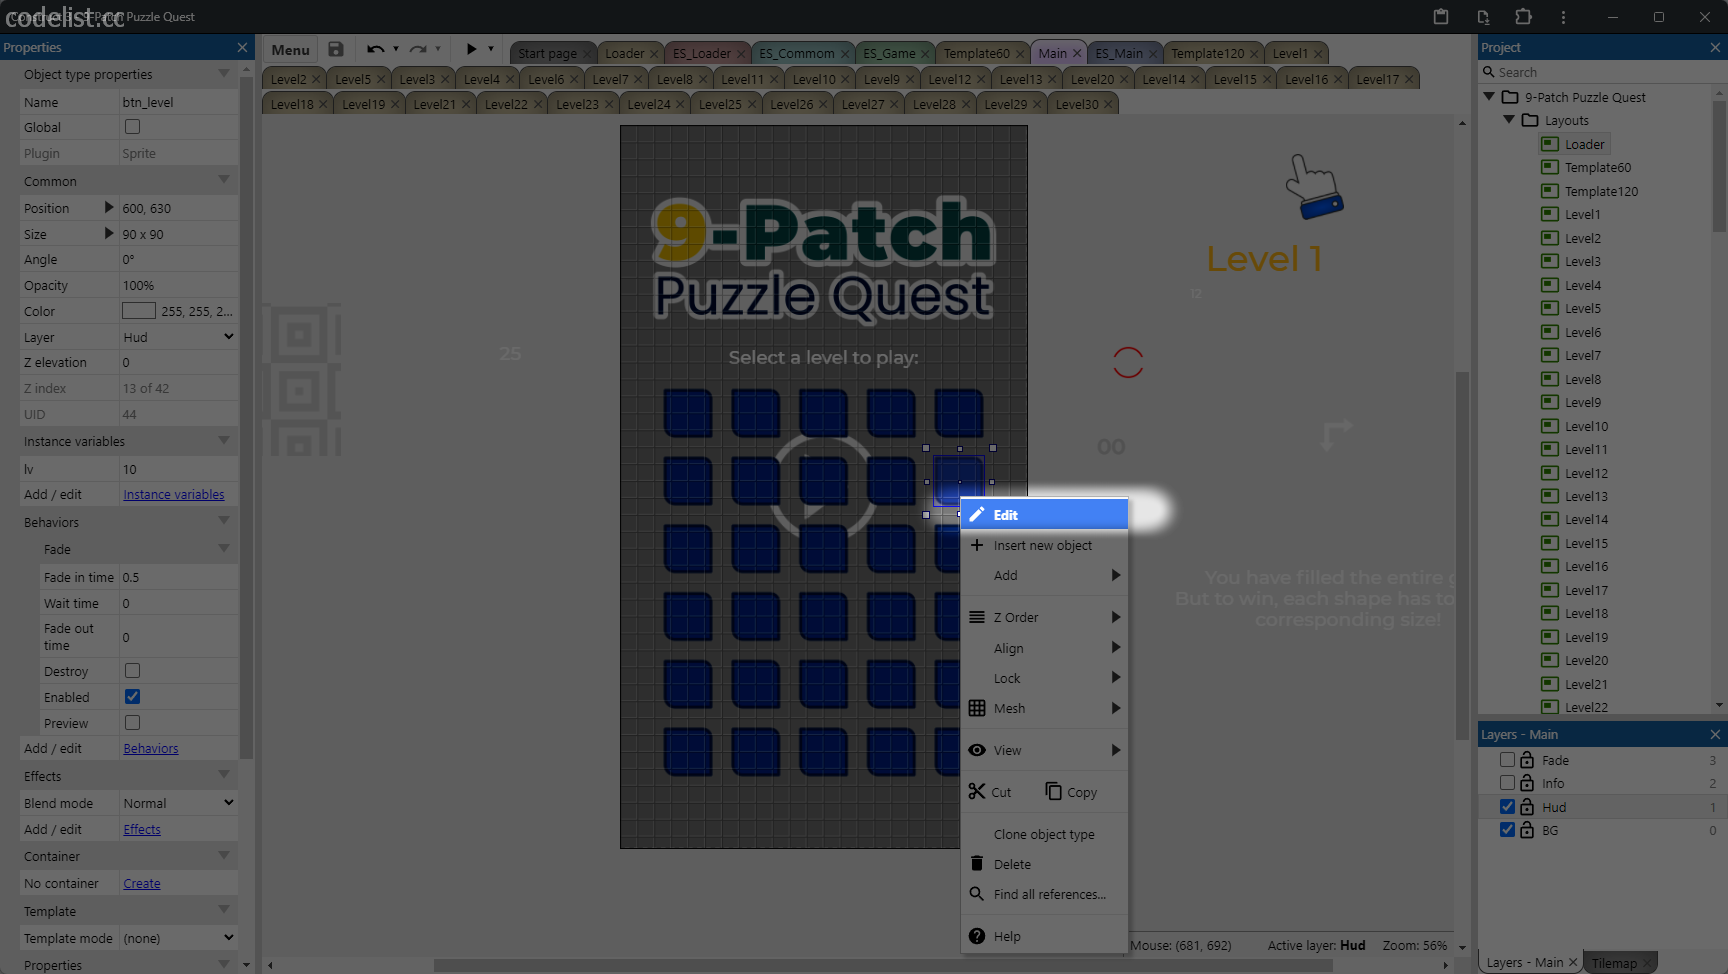 codelist.cc
9-Patch Puzzle Quest
Properties
Menu
Start page
Loader
ES_Loader
ES_Commom
ES_Game
Template60
Main
ES_Main
Template120
Level1
Level2
Level5
Level3
Level4
Level6
Level7
Level8
Level11
Level10
Level9
Level12
Level13
Level20
Level14
Level15
Level16
Level17
Level18
Level19
Level21
Level22
Level23
Level24
Level25
Level26
Level27
Level28
Level29
Level30
Object type properties
Name btn_level
Global
Plugin Sprite
Common
Position 600, 630
Size 90 x 90
Angle 0°
Opacity 100%
Color 255, 255, 2...
Layer Hud
Z elevation 0
Z index 13 of 42
UID 44
Instance variables
lv 10
Add / edit Instance variables
Behaviors
Fade
Fade in time 0.5
Wait time 0
Fade out time 0
Destroy
Enabled
Preview
Add / edit Behaviors
Effects
Blend mode Normal
Add / edit Effects
Container
No container Create
Template
Template mode (none)
Properties
25
9-Patch
Puzzle Quest
Select a level to play:
Level 1
12
00
You have filled the entire g
But to win, each shape has to
corresponding size!
Edit
Insert new object
Add
Z Order
Align
Lock
Mesh
View
Cut
Copy
Clone object type
Delete
Find all references...
Help
Mouse: (681, 692)
Active layer: Hud
Zoom: 56%
Project
Search
9-Patch Puzzle Quest
Layouts
Loader
Template60
Template120
Level1
Level2
Level3
Level4
Level5
Level6
Level7
Level8
Level9
Level10
Level11
Level12
Level13
Level14
Level15
Level16
Level17
Level18
Level19
Level20
Level21
Level22
Layers - Main
Fade 3
Info 2
Hud 1
BG 0
Layers - Main
Tilemap